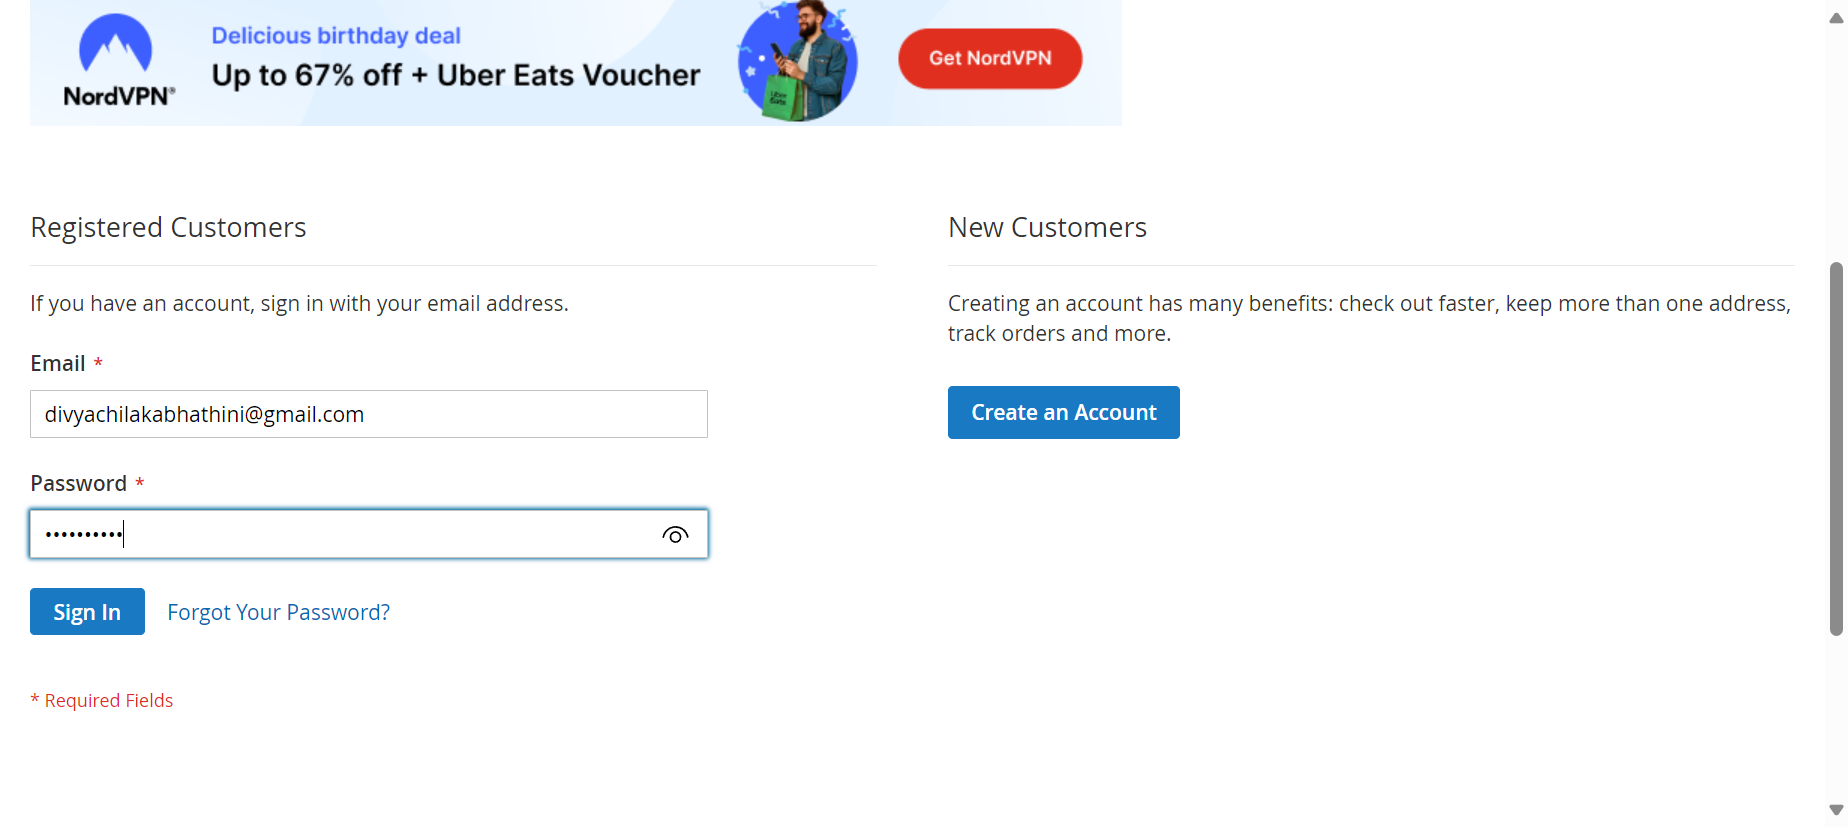 NordVPN®
Delicious birthday deal
Up to 67% off + Uber Eats Voucher
Uber
Eats
Get NordVPN
Registered Customers
If you have an account, sign in with your email address.
Email *
divyachilakabhathini@gmail.com
Password *
••••••••••
Sign In
Forgot Your Password?
* Required Fields
New Customers
Creating an account has many benefits: check out faster, keep more than one address,
track orders and more.
Create an Account